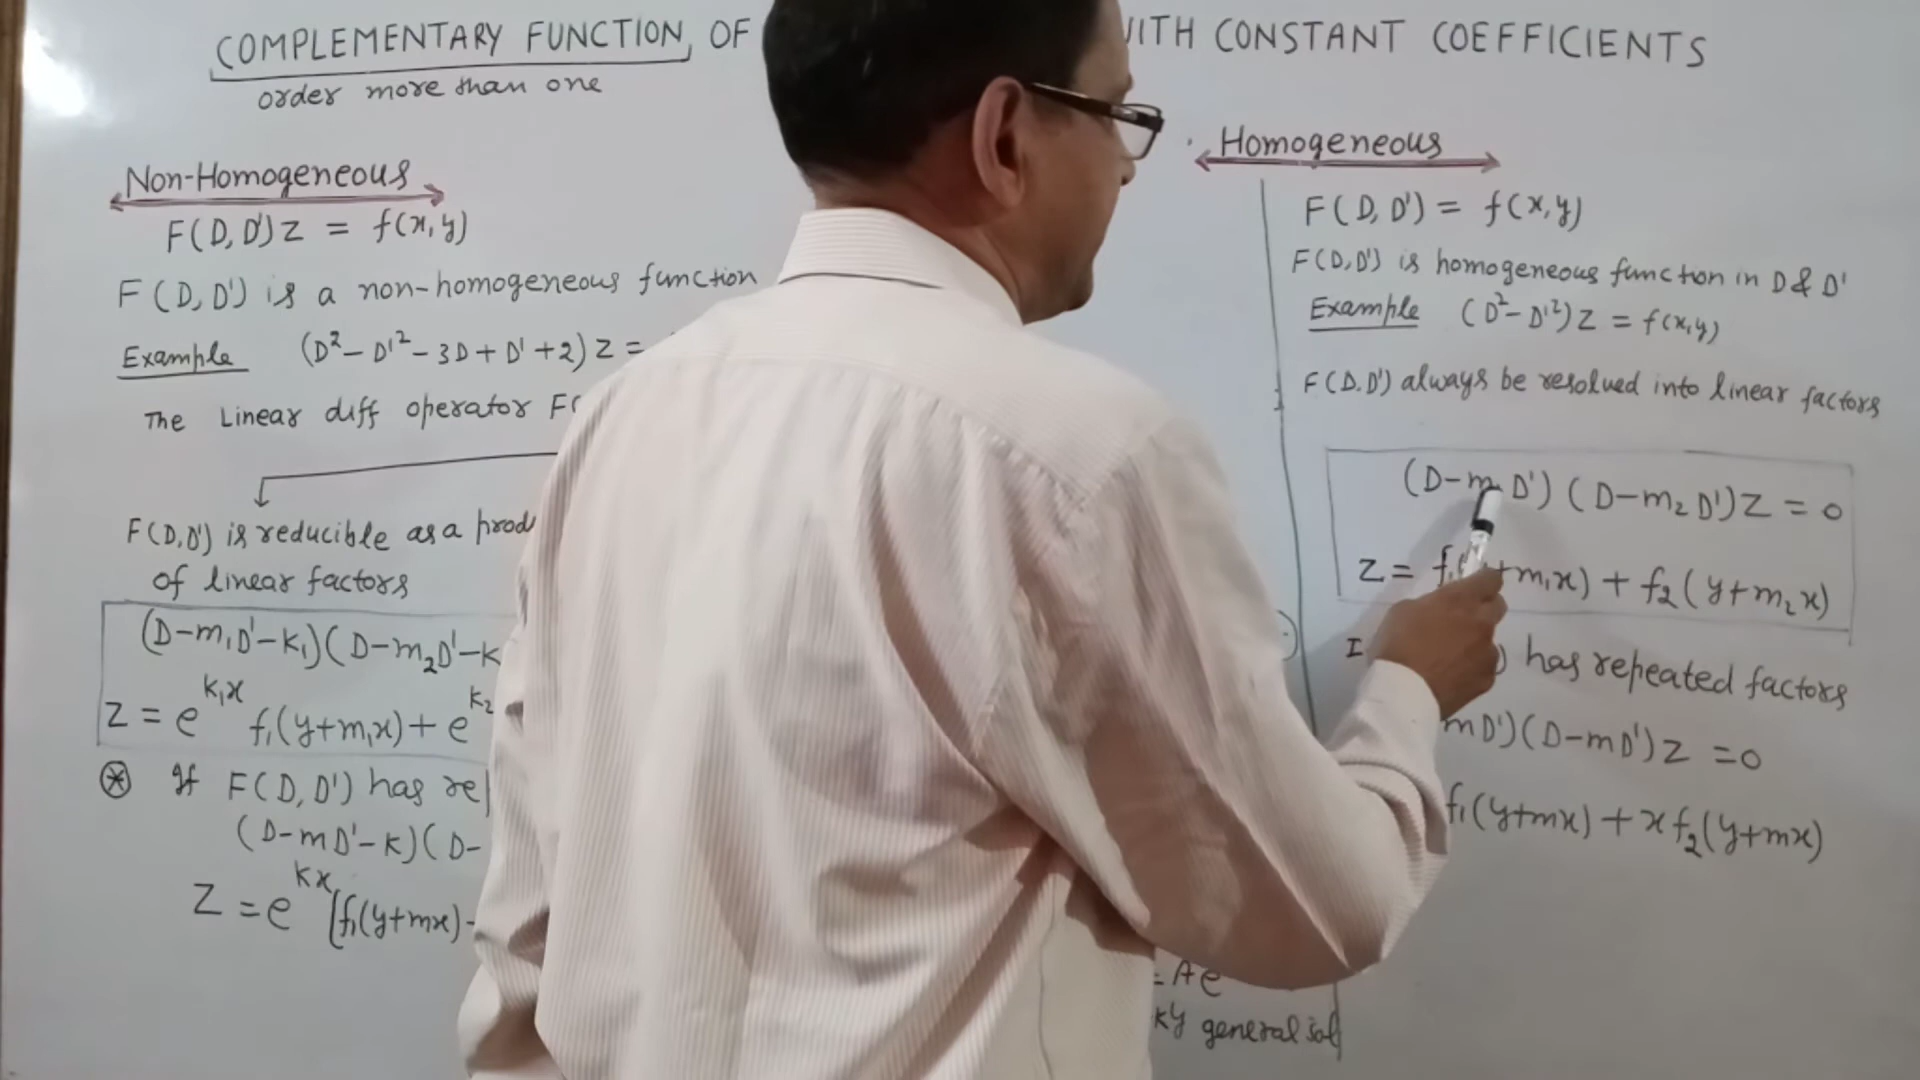 COMPLEMENTARY FUNCTION OF WITH CONSTANT COEFFICIENTS
order more than one
Non-Homogeneous
F(D,D')Z = f(x,y)
F(D,D') is a non-homogeneous function
Example (D²-D'²-3D+D'+2)Z =
The Linear diff operator F(
F(D,D') is reducible as a prod
of linear factors
(D-m₁D'-K₁)(D-m₂D'-K
Z = e^K₁x f₁(y+m₁x) + e^K₂
⊛ If F(D,D') has re
(D-mD'-K)(D-
Z = e^Kx [f₁(y+mx)-
= Ae
ky general sol
Homogeneous
F(D,D') = f(x,y)
F(D,D') is homogeneous function in D & D'
Example (D²-D'²)Z = f(x,y)
F(D.D') always be resolved into linear factors
(D-m₁D')(D-m₂D')Z = 0
Z = f₁(y+m₁x) + f₂(y+m₂x)
I ) has repeated factors
mD')(D-mD')Z = 0
f₁(y+mx) + xf₂(y+mx)